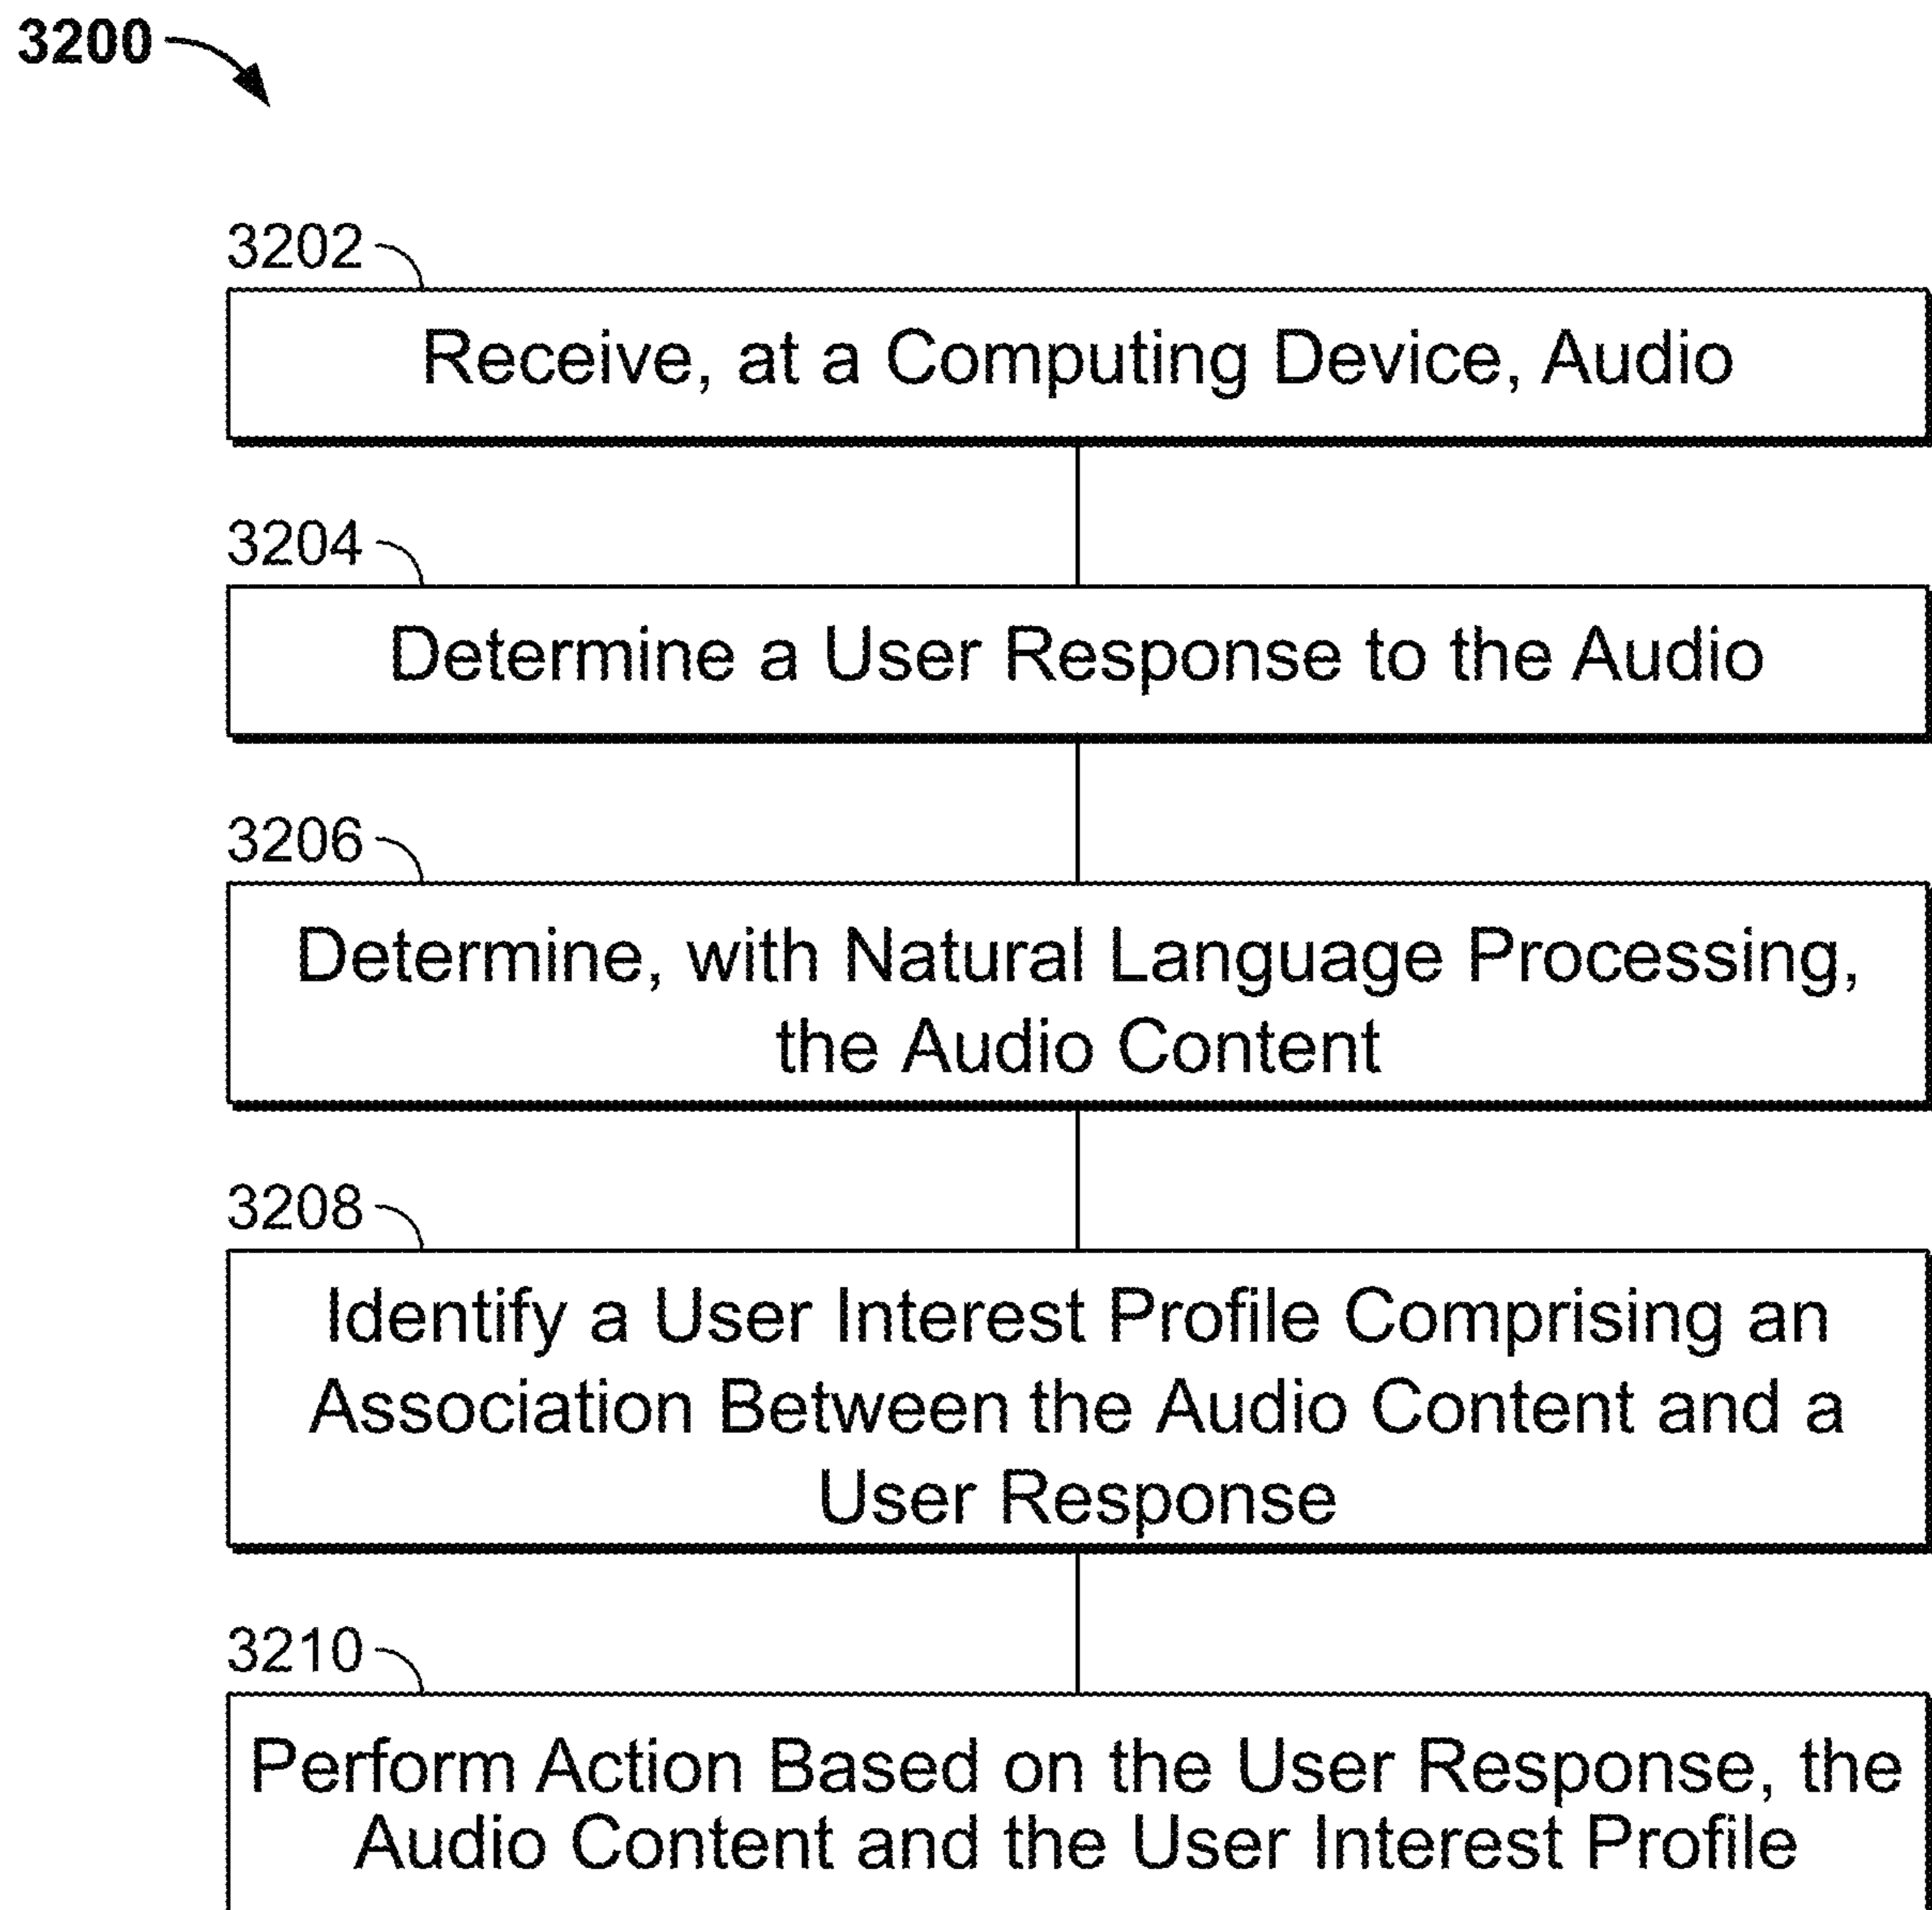 3200
3202
Receive, at a Computing Device, Audio
3204
Determine a User Response to the Audio
3206
Determine, with Natural Language Processing,
the Audio Content
3208
Identify a User Interest Profile Comprising an
Association Between the Audio Content and a
User Response
3210
Perform Action Based on the User Response, the
Audio Content and the User Interest Profile